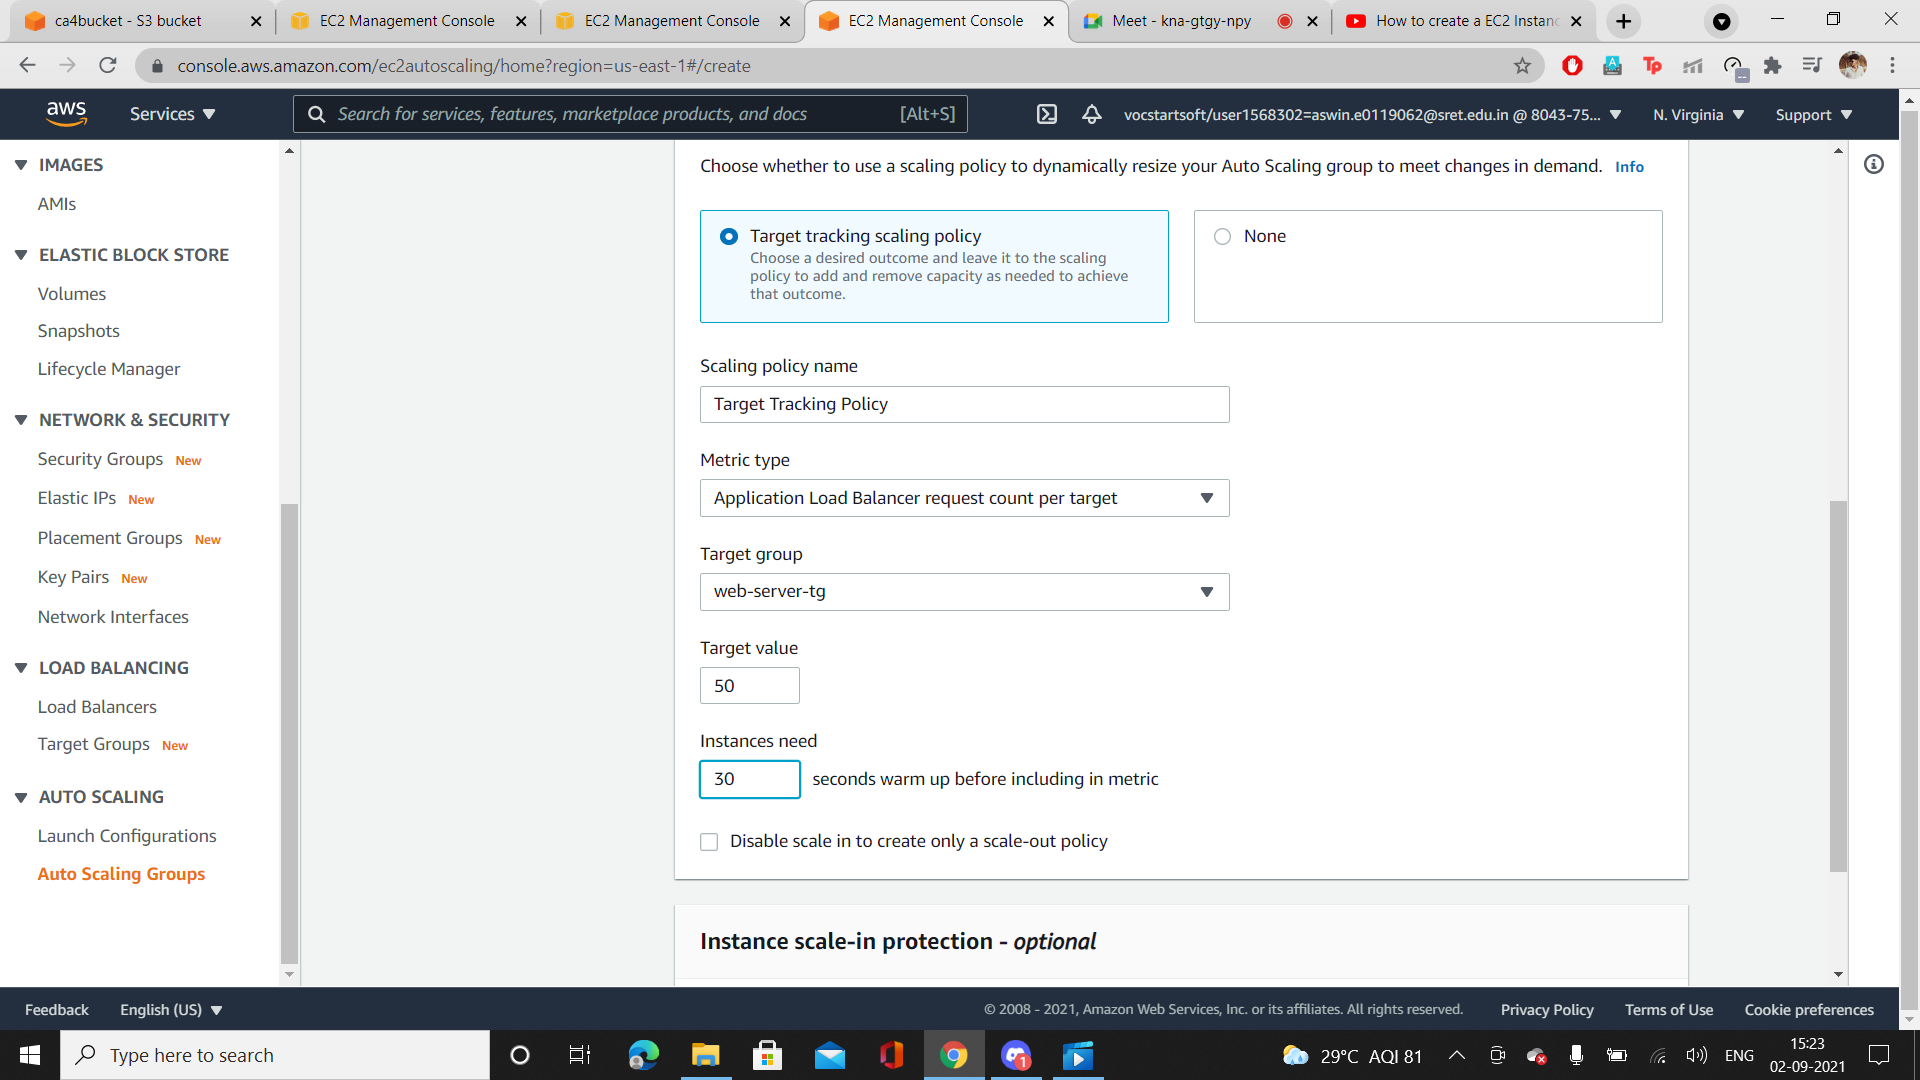 ca4bucket - S3 bucket
EC2 Management Console
EC2 Management Console
EC2 Management Console
Meet - kna-gtgy-npy
How to create a EC2 Instanc
console.aws.amazon.com/ec2autoscaling/home?region=us-east-1#/create
aws
Services
Search for services, features, marketplace products, and docs
[Alt+S]
vocstartsoft/user1568302=aswin.e0119062@sret.edu.in @ 8043-75...
N. Virginia
Support
IMAGES
AMIs
ELASTIC BLOCK STORE
Volumes
Snapshots
Lifecycle Manager
NETWORK & SECURITY
Security Groups New
Elastic IPs New
Placement Groups New
Key Pairs New
Network Interfaces
LOAD BALANCING
Load Balancers
Target Groups New
AUTO SCALING
Launch Configurations
Auto Scaling Groups
Choose whether to use a scaling policy to dynamically resize your Auto Scaling group to meet changes in demand. Info
Target tracking scaling policy
Choose a desired outcome and leave it to the scaling
policy to add and remove capacity as needed to achieve
that outcome.
None
Scaling policy name
Target Tracking Policy
Metric type
Application Load Balancer request count per target
Target group
web-server-tg
Target value
50
Instances need
30 seconds warm up before including in metric
Disable scale in to create only a scale-out policy
Instance scale-in protection - optional
Feedback
English (US)
© 2008 - 2021, Amazon Web Services, Inc. or its affiliates. All rights reserved.
Privacy Policy
Terms of Use
Cookie preferences
Type here to search
1
29°C AQI 81
ENG
15:23
02-09-2021